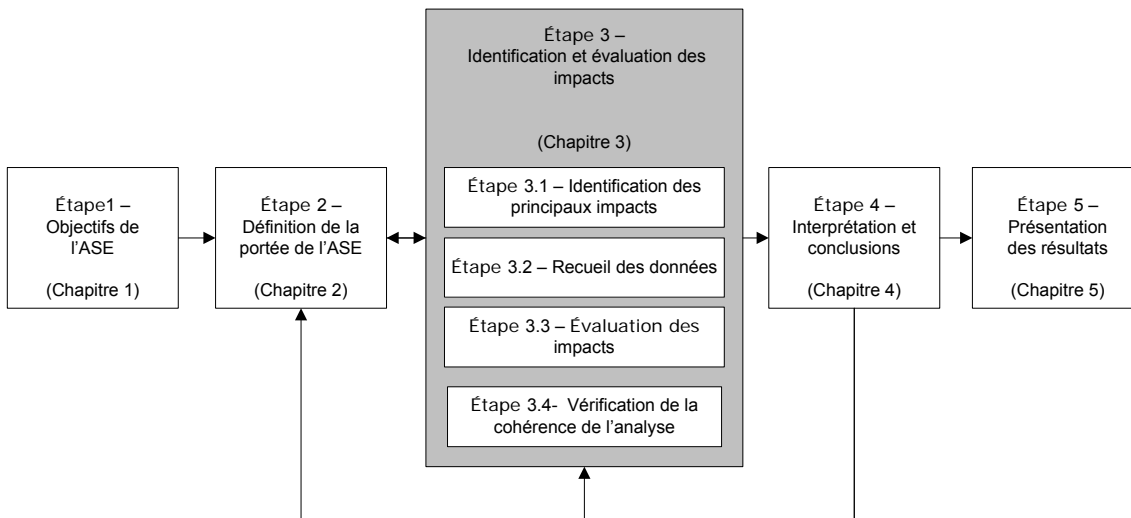 Étape1 –
Objectifs de
l'ASE
(Chapitre 1)
Étape 2 –
Définition de la
portée de l'ASE
(Chapitre 2)
Étape 3 –
Identification et évaluation des
impacts
(Chapitre 3)
Étape 3.1 – Identification des
principaux impacts
Étape 3.2 – Recueil des données
Étape 3.3 – Évaluation des
impacts
Étape 3.4- Vérification de la
cohérence de l'analyse
Étape 4 –
Interprétation et
conclusions
(Chapitre 4)
Étape 5 –
Présentation
des résultats
(Chapitre 5)